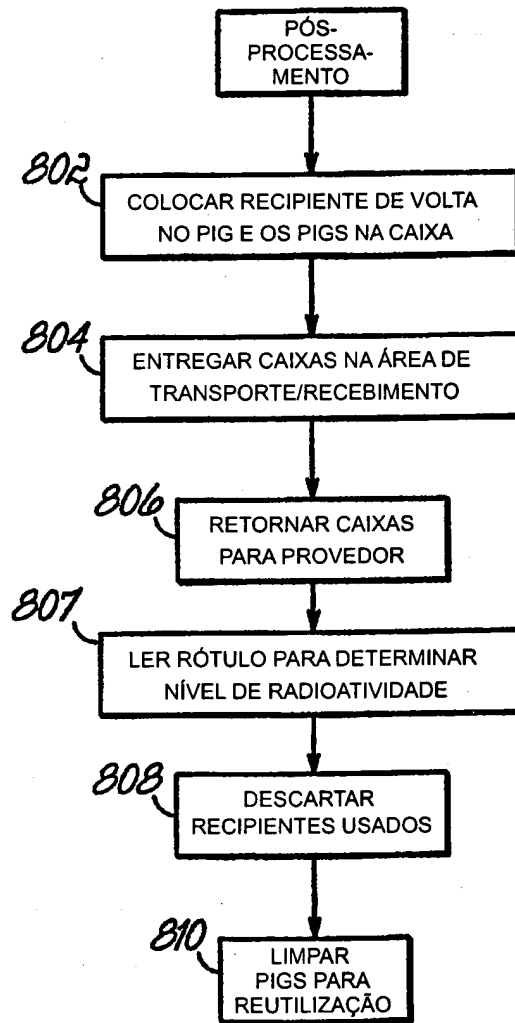 PÓS-
PROCESSA-
MENTO
802
COLOCAR RECIPIENTE DE VOLTA
NO PIG E OS PIGS NA CAIXA
804
ENTREGAR CAIXAS NA ÁREA DE
TRANSPORTE/RECEBIMENTO
806
RETORNAR CAIXAS
PARA PROVEDOR
807
LER RÓTULO PARA DETERMINAR
NÍVEL DE RADIOATIVIDADE
808
DESCARTAR
RECIPIENTES USADOS
810
LIMPAR
PIGS PARA
REUTILIZAÇÃO